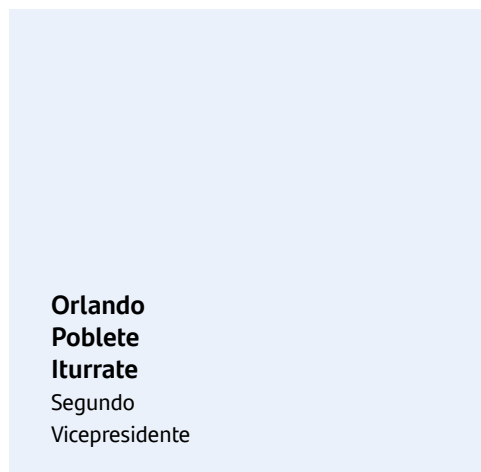 Orlando
Poblete
Iturrate
Segundo
Vicepresidente